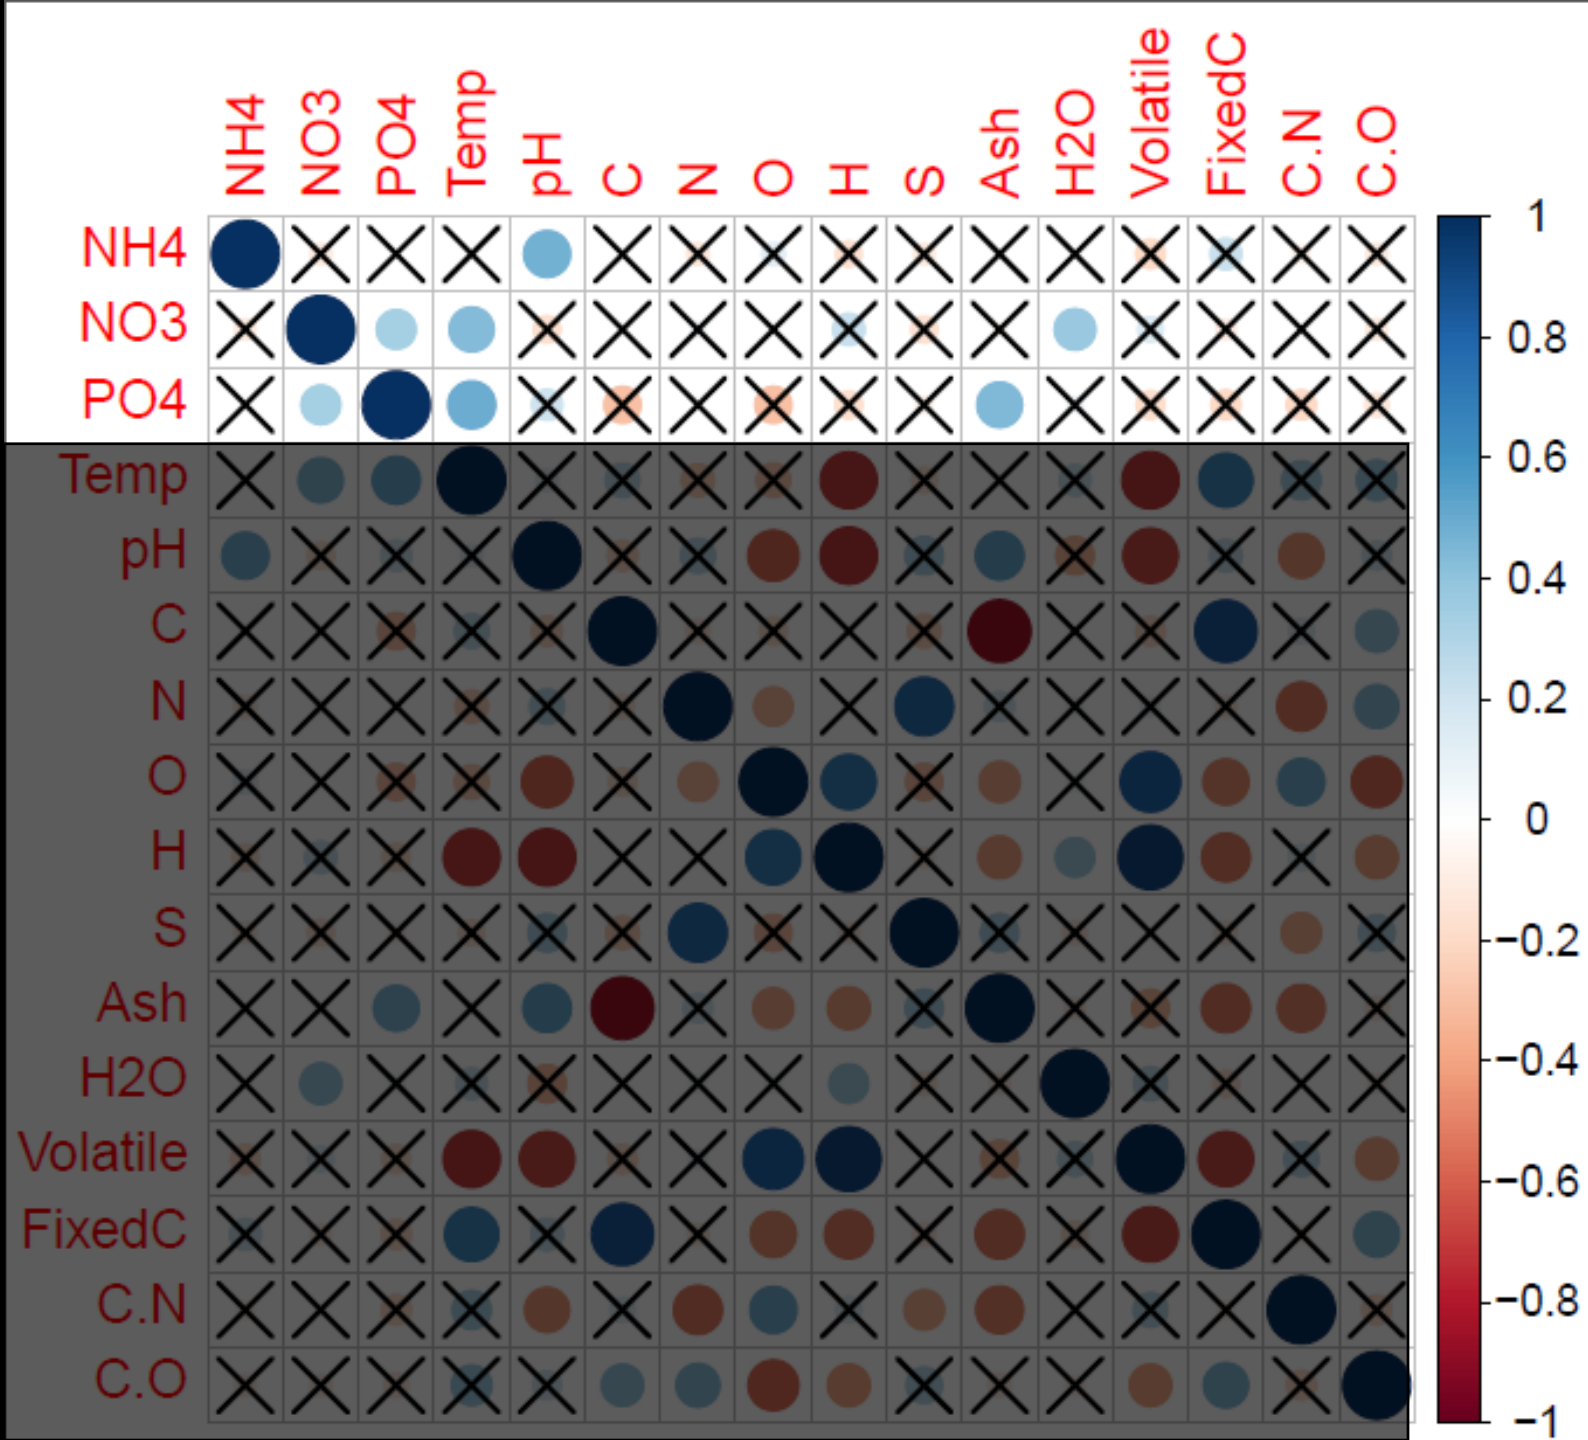 NH4 NO3 PO4 Temp pH C N O H S Ash H2O Volatile FixedC C.N C.O
NH4
NO3
PO4
Temp
pH
C
N
O
H
S
Ash
H2O
Volatile
FixedC
C.N
C.O
1
0.8
0.6
0.4
0.2
0
−0.2
−0.4
−0.6
−0.8
−1